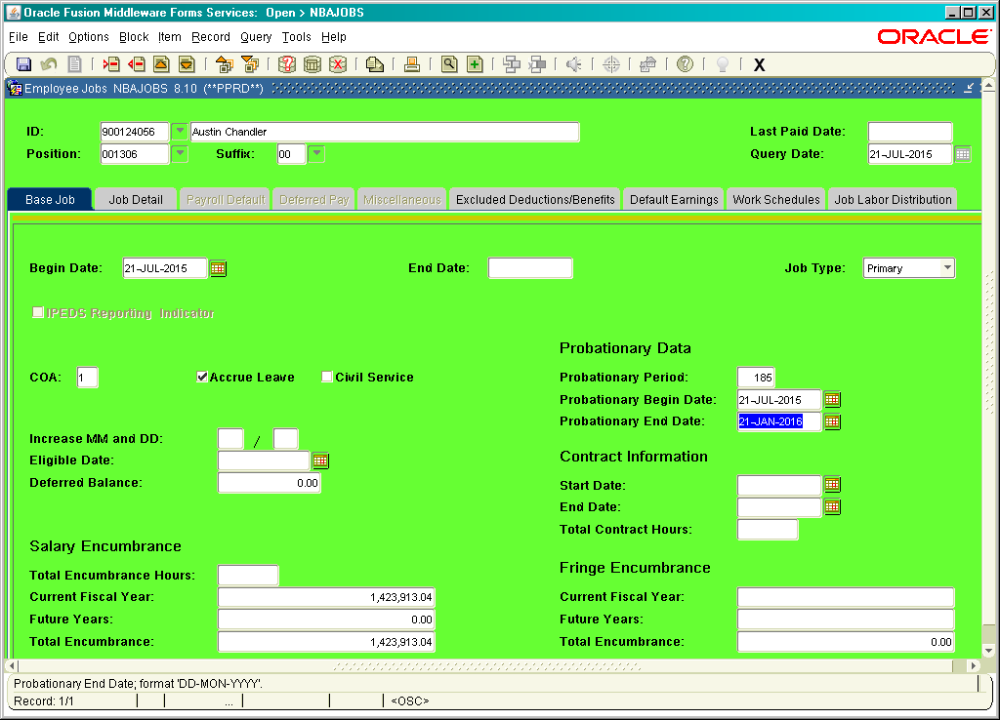 Oracle Fusion Middleware Forms Services:  Open > NBAJOBS
File Edit Options Block Item Record Query Tools Help
ORACLE
Employee Jobs  NBAJOBS  8.10  (**PPRD**)
ID: 900124056 Austin Chandler Last Paid Date:
Position: 001306 Suffix: 00 Query Date: 21-JUL-2015
Base Job Job Detail Payroll Default Deferred Pay Miscellaneous Excluded Deductions/Benefits Default Earnings Work Schedules Job Labor Distribution
Begin Date: 21-JUL-2015 End Date: Job Type: Primary
IPEDS Reporting Indicator
Probationary Data
COA: 1 Accrue Leave Civil Service Probationary Period: 185
Probationary Begin Date: 21-JUL-2015
Probationary End Date: 21-JAN-2016
Increase MM and DD: /
Eligible Date:
Contract Information
Deferred Balance: 0.00
Start Date:
End Date:
Total Contract Hours:
Salary Encumbrance
Fringe Encumbrance
Total Encumbrance Hours:
Current Fiscal Year: 1,423,913.04 Current Fiscal Year:
Future Years: 0.00 Future Years:
Total Encumbrance: 1,423,913.04 Total Encumbrance: 0.00
Probationary End Date; format 'DD-MON-YYYY'.
Record: 1/1 ... <OSC>